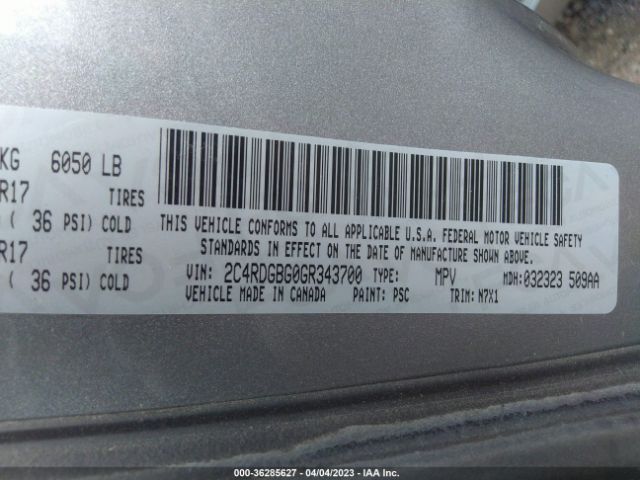 KG 6050 LB
R17 TIRES
( 36 PSI) COLD
R17 TIRES
( 36 PSI) COLD
THIS VEHICLE CONFORMS TO ALL APPLICABLE U.S.A. FEDERAL MOTOR VEHICLE SAFETY
STANDARDS IN EFFECT ON THE DATE OF MANUFACTURE SHOWN ABOVE.
VIN: 2C4RDGBG0GR343700 TYPE: MPV MDH:032323 509AA
VEHICLE MADE IN CANADA PAINT: PSC TRIM: N7X1
000-36285627 - 04/04/2023 - IAA Inc.